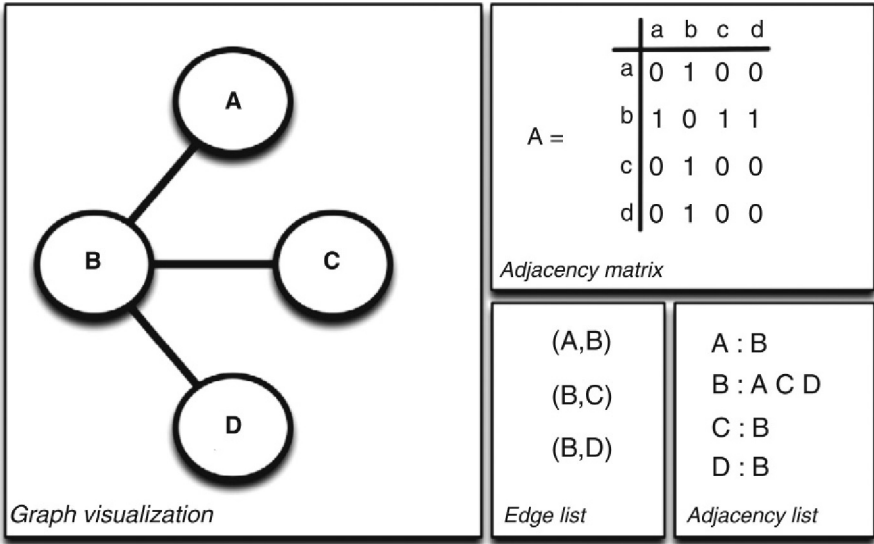 A
B
C
D
Graph visualization
a b c d
a 0 1 0 0
b 1 0 1 1
A =
c 0 1 0 0
d 0 1 0 0
Adjacency matrix
(A,B)
(B,C)
(B,D)
Edge list
A : B
B : A C D
C : B
D : B
Adjacency list